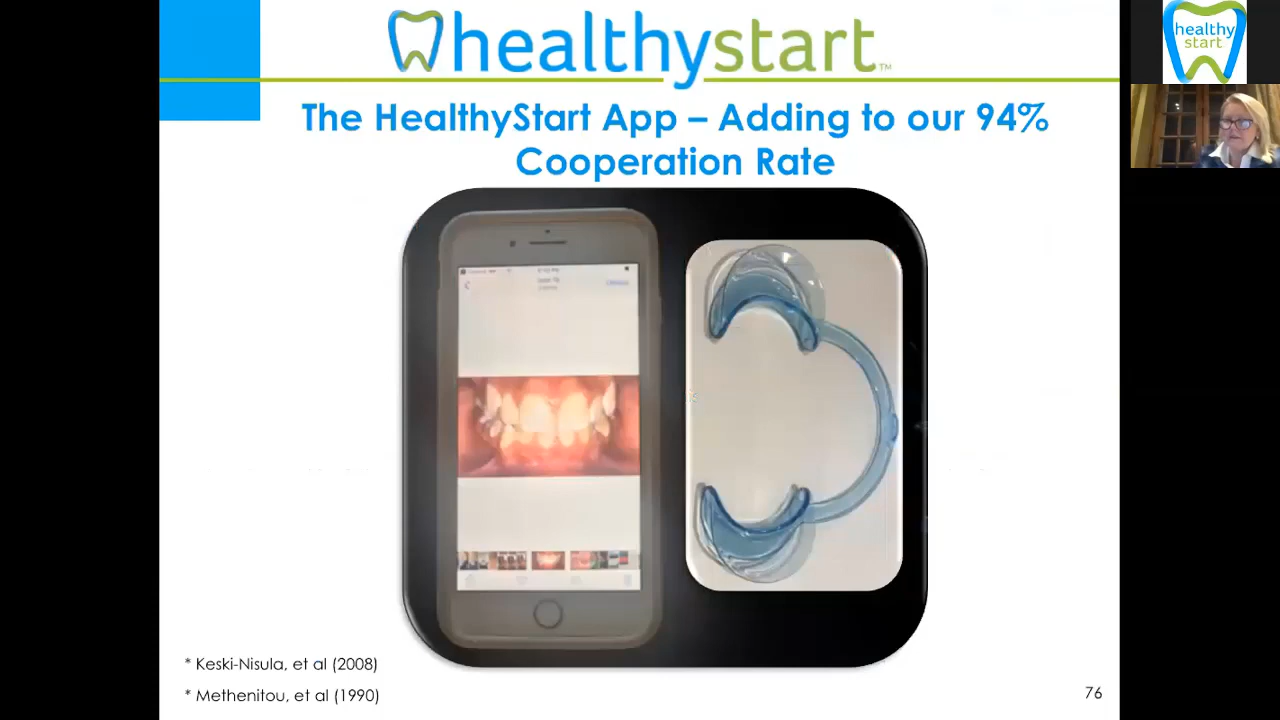 healthystart™
The HealthyStart App – Adding to our 94%
Cooperation Rate
* Keski-Nisula, et al (2008)
* Methenitou, et al (1990)
76
healthy
start